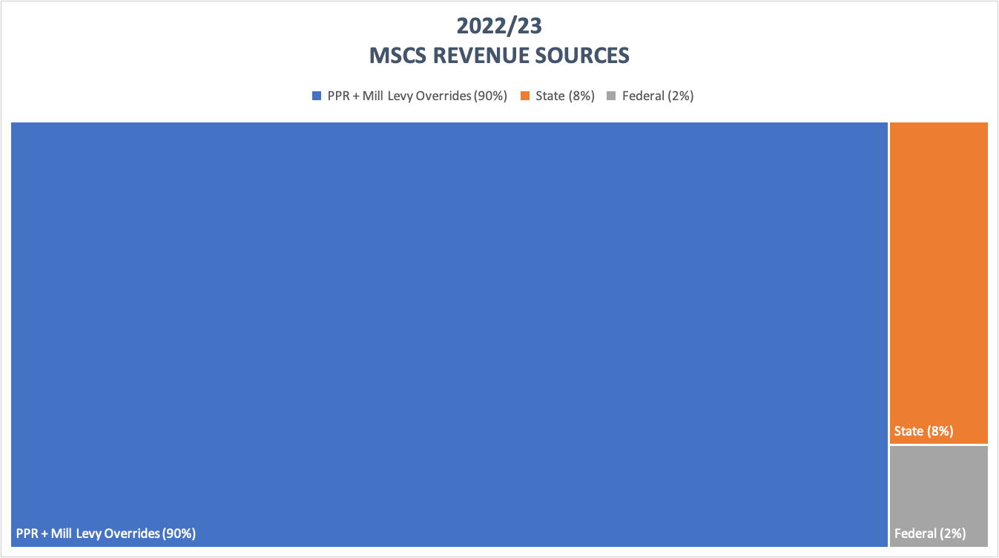 2022/23
MSCS REVENUE SOURCES
PPR + Mill Levy Overrides (90%) State (8%) Federal (2%)
State (8%)
PPR + Mill Levy Overrides (90%)
Federal (2%)